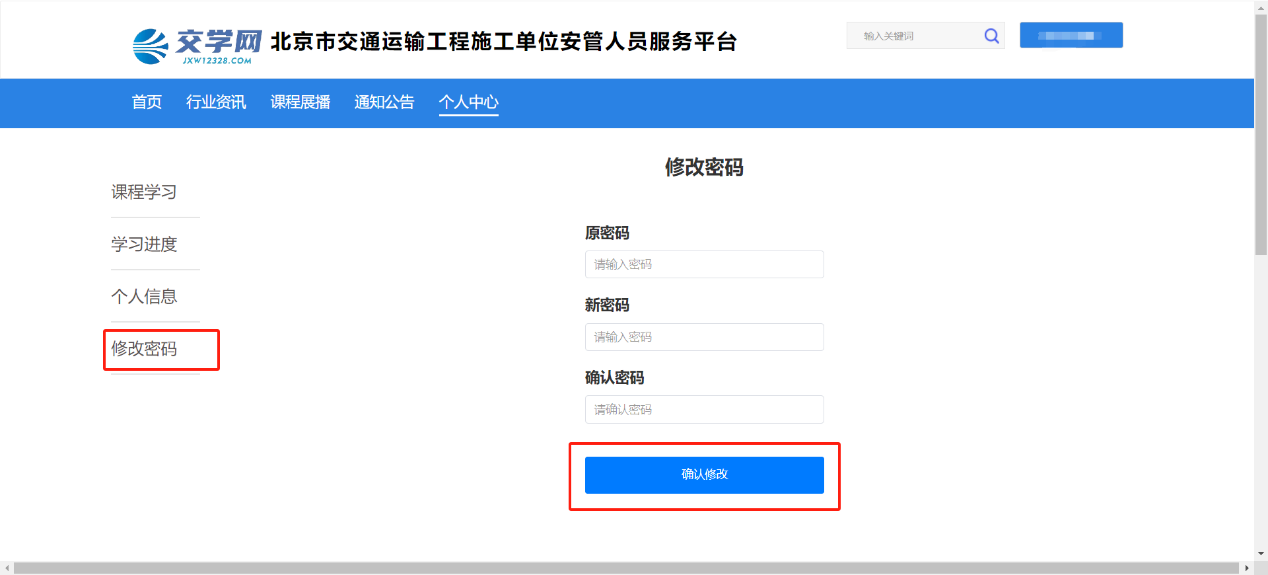 交学网 北京市交通运输工程施工单位安管人员服务平台
JXW12328.COM
输入关键词
首页 行业资讯 课程展播 通知公告 个人中心
课程学习
学习进度
个人信息
修改密码
修改密码
原密码
请输入密码
新密码
请输入密码
确认密码
请确认密码
确认修改